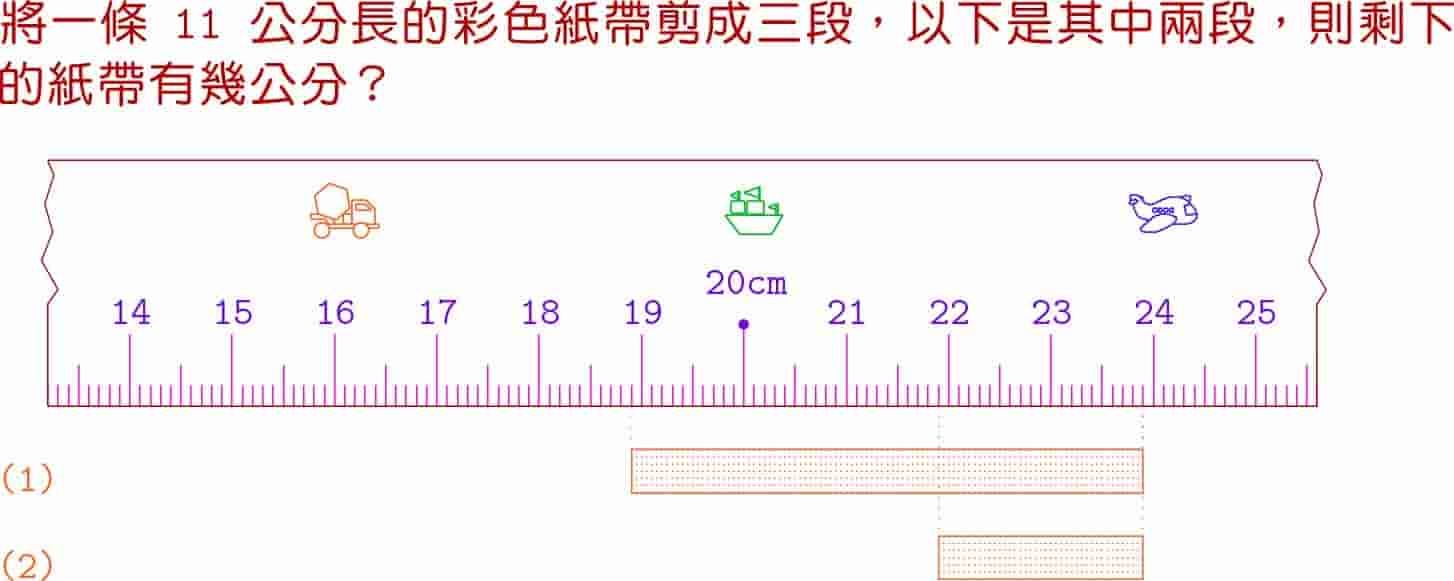 將一條 11 公分長的彩色紙帶剪成三段，以下是其中兩段，則剩下
的紙帶有幾公分？
20cm
14 15 16 17 18 19 21 22 23 24 25
(1)
(2)